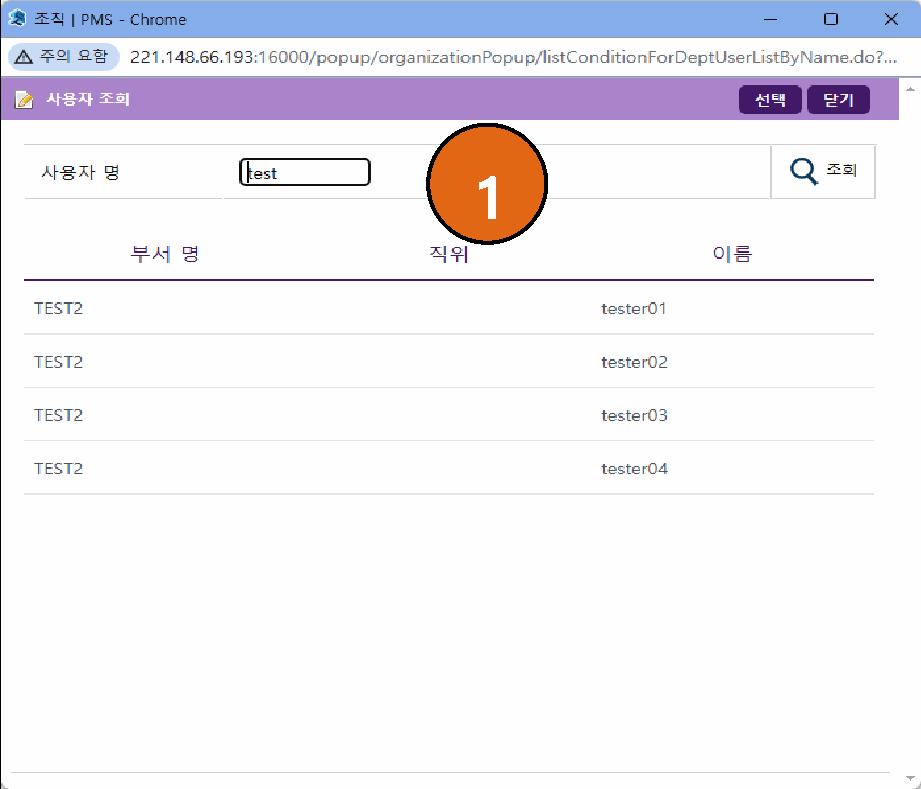 조직 | PMS - Chrome
주의 요함 221.148.66.193:16000/popup/organizationPopup/listConditionForDeptUserListByName.do?...
사용자 조회 선택 닫기
사용자 명 test 1 조회
부서 명 직위 이름
TEST2 tester01
TEST2 tester02
TEST2 tester03
TEST2 tester04